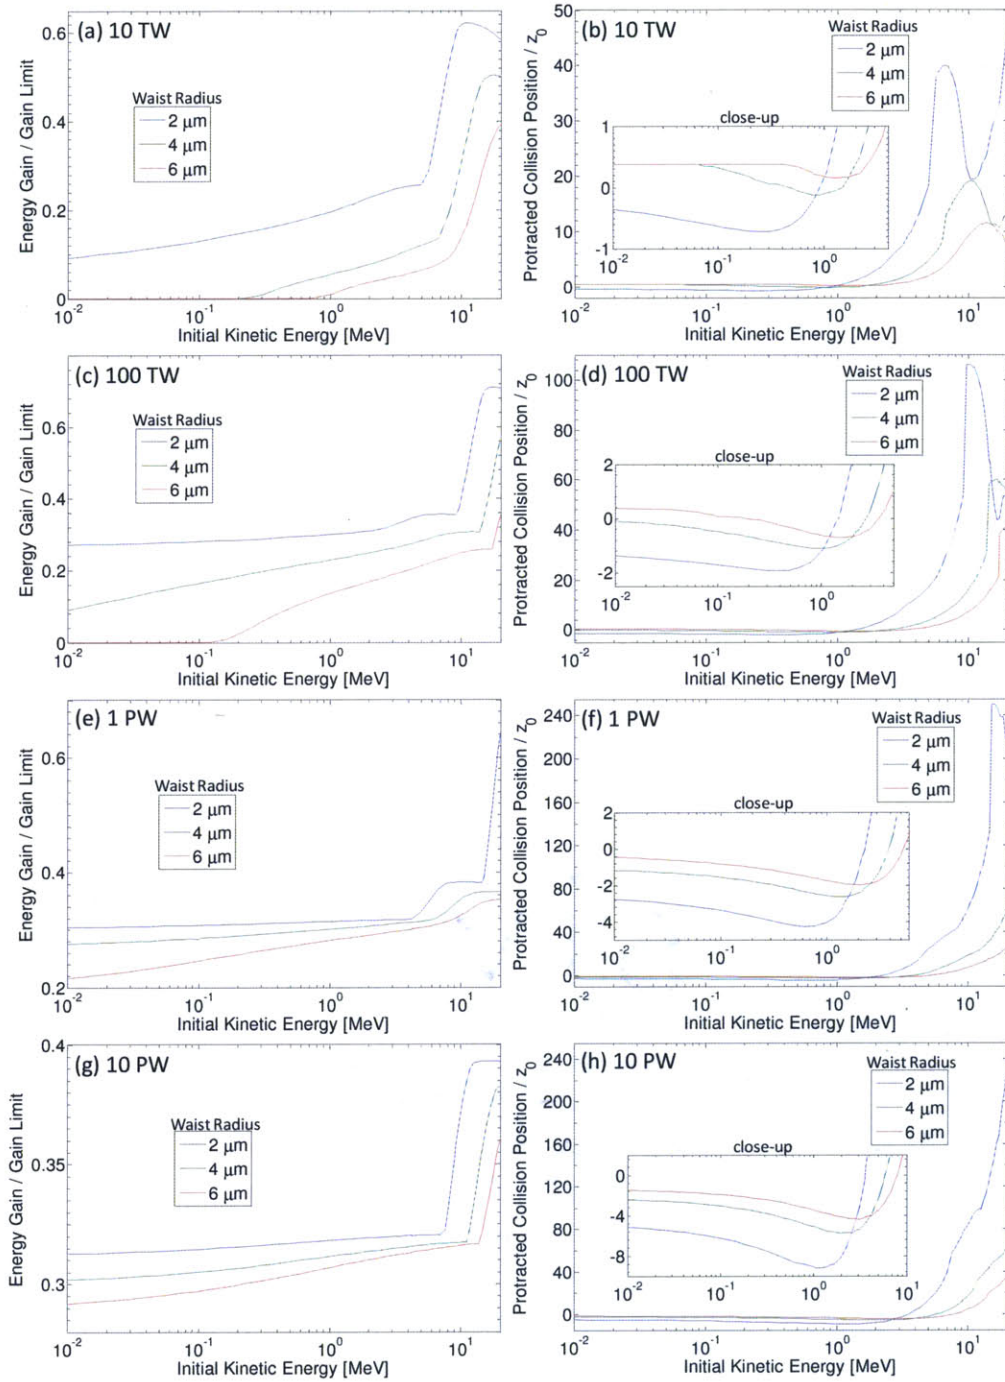 (a) 10 TW
Energy Gain / Gain Limit
0.6
0.4
0.2
0
Waist Radius
2 μm
4 μm
6 μm
10⁻² 10⁻¹ 10⁰ 10¹
Initial Kinetic Energy [MeV]
(b) 10 TW
Protracted Collision Position / z₀
50
40
30
20
10
0
Waist Radius
2 μm
4 μm
6 μm
close-up
1
0
-1
10⁻² 10⁻¹ 10⁰
10⁻² 10⁻¹ 10⁰ 10¹
Initial Kinetic Energy [MeV]
(c) 100 TW
Energy Gain / Gain Limit
0.6
0.4
0.2
0
Waist Radius
2 μm
4 μm
6 μm
10⁻² 10⁻¹ 10⁰ 10¹
Initial Kinetic Energy [MeV]
(d) 100 TW
Protracted Collision Position / z₀
100
80
60
40
20
0
Waist Radius
2 μm
4 μm
6 μm
close-up
2
0
-2
10⁻² 10⁻¹ 10⁰
10⁻² 10⁻¹ 10⁰ 10¹
Initial Kinetic Energy [MeV]
(e) 1 PW
Energy Gain / Gain Limit
0.6
0.4
0.2
Waist Radius
2 μm
4 μm
6 μm
10⁻² 10⁻¹ 10⁰ 10¹
Initial Kinetic Energy [MeV]
(f) 1 PW
Protracted Collision Position / z₀
240
200
160
120
80
40
0
Waist Radius
2 μm
4 μm
6 μm
close-up
2
0
-2
-4
10⁻² 10⁻¹ 10⁰
10⁻² 10⁻¹ 10⁰ 10¹
Initial Kinetic Energy [MeV]
(g) 10 PW
Energy Gain / Gain Limit
0.4
0.35
0.3
Waist Radius
2 μm
4 μm
6 μm
10⁻² 10⁻¹ 10⁰ 10¹
Initial Kinetic Energy [MeV]
(h) 10 PW
Protracted Collision Position / z₀
240
200
160
120
80
40
0
Waist Radius
2 μm
4 μm
6 μm
close-up
0
-4
-8
10⁻² 10⁻¹ 10⁰ 10¹
10⁻² 10⁻¹ 10⁰ 10¹
Initial Kinetic Energy [MeV]